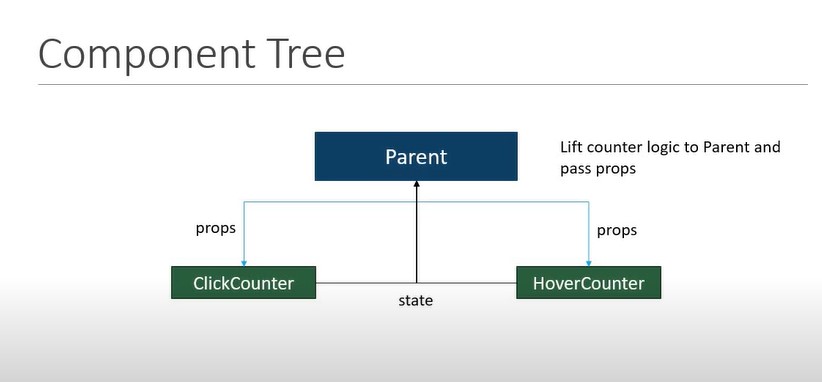 Component Tree
Parent
Lift counter logic to Parent and
pass props
props
props
ClickCounter
HoverCounter
state